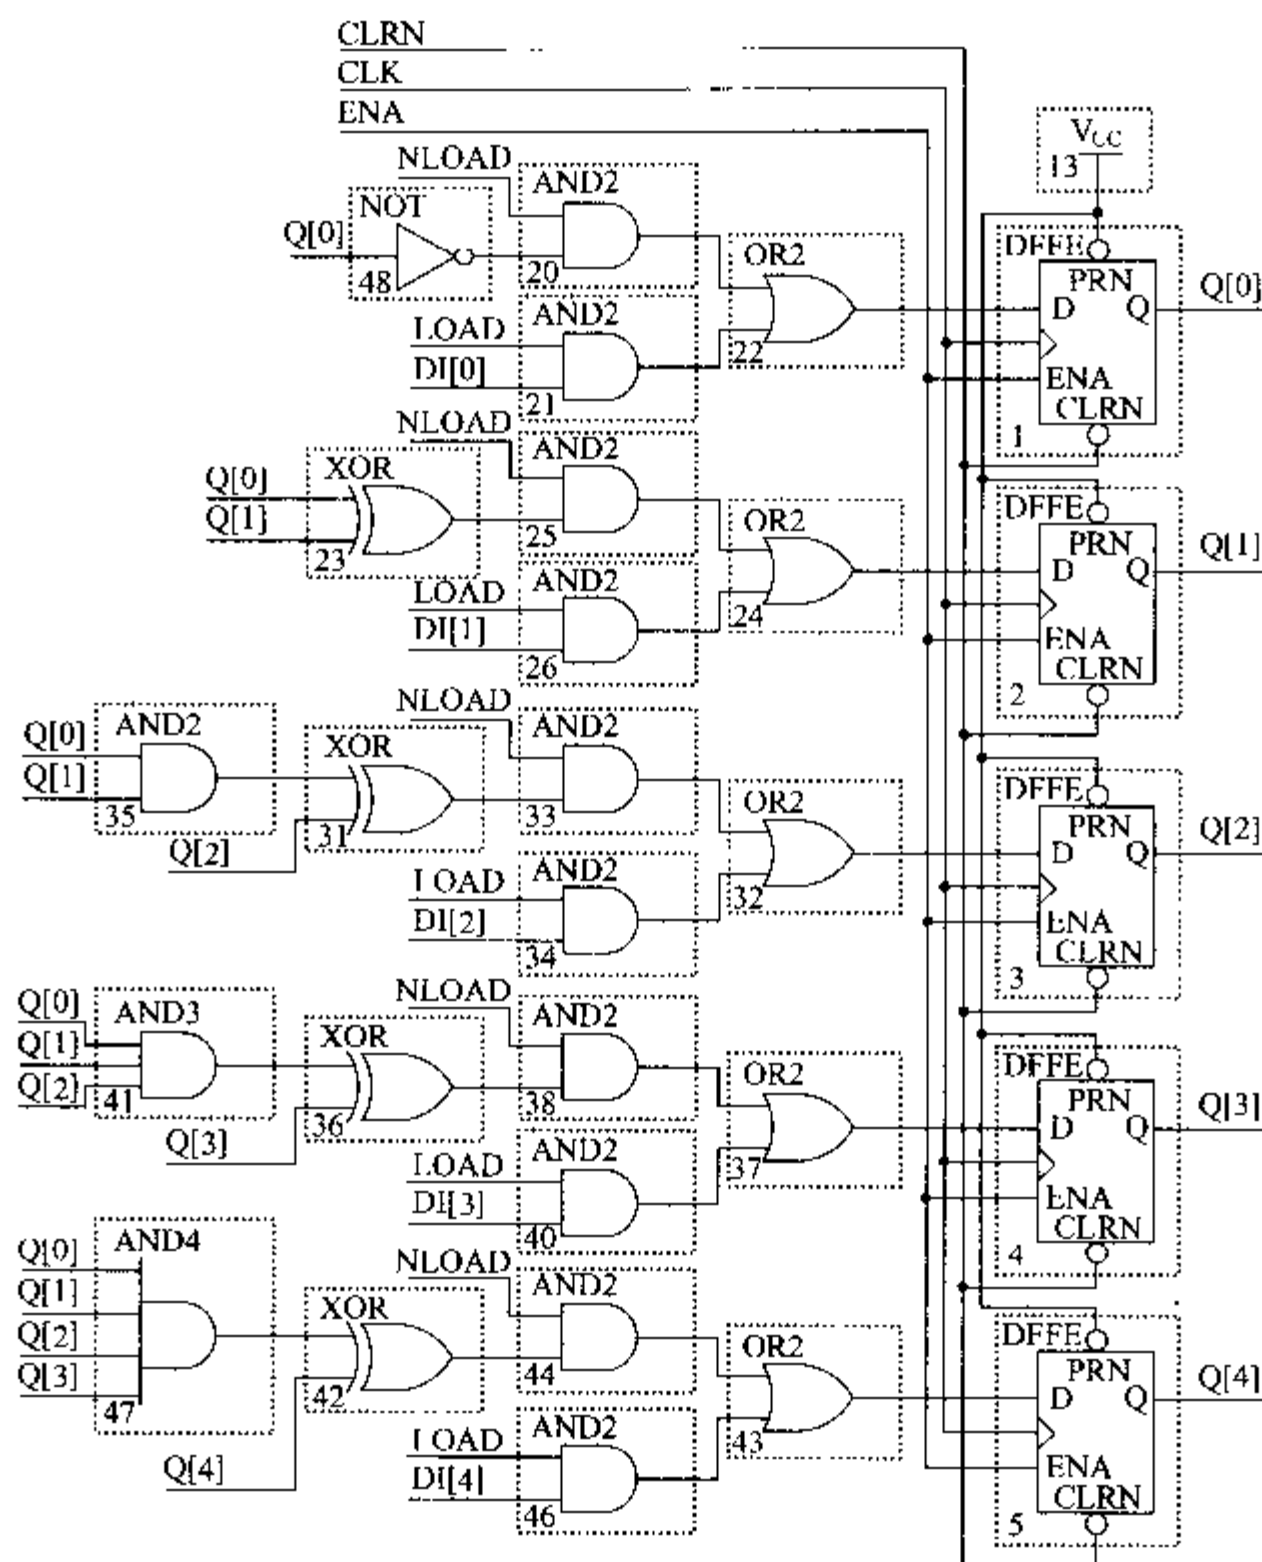 CLRN
CLK
ENA
V_CC
13
NLOAD
AND2
NOT
Q[0]
48
20
OR2
DFFE
PRN
D Q
Q[0]
LOAD
AND2
DI[0]
22
21
ENA
CLRN
1
NLOAD
AND2
XOR
Q[0]
Q[1]
23
25
OR2
DFFE
PRN
D Q
Q[1]
LOAD
AND2
DI[1]
24
26
ENA
CLRN
2
NLOAD
AND2
AND2
XOR
Q[0]
Q[1]
35
31
33
Q[2]
OR2
DFFE
PRN
D Q
Q[2]
LOAD
AND2
DI[2]
32
34
ENA
CLRN
3
NLOAD
AND2
AND3
XOR
Q[0]
Q[1]
Q[2]
41
36
38
Q[3]
OR2
DFFE
PRN
D Q
Q[3]
LOAD
AND2
DI[3]
37
40
ENA
CLRN
4
NLOAD
AND2
AND4
XOR
Q[0]
Q[1]
Q[2]
Q[3]
47
42
44
Q[4]
OR2
DFFE
PRN
D Q
Q[4]
LOAD
AND2
DI[4]
43
46
ENA
CLRN
5